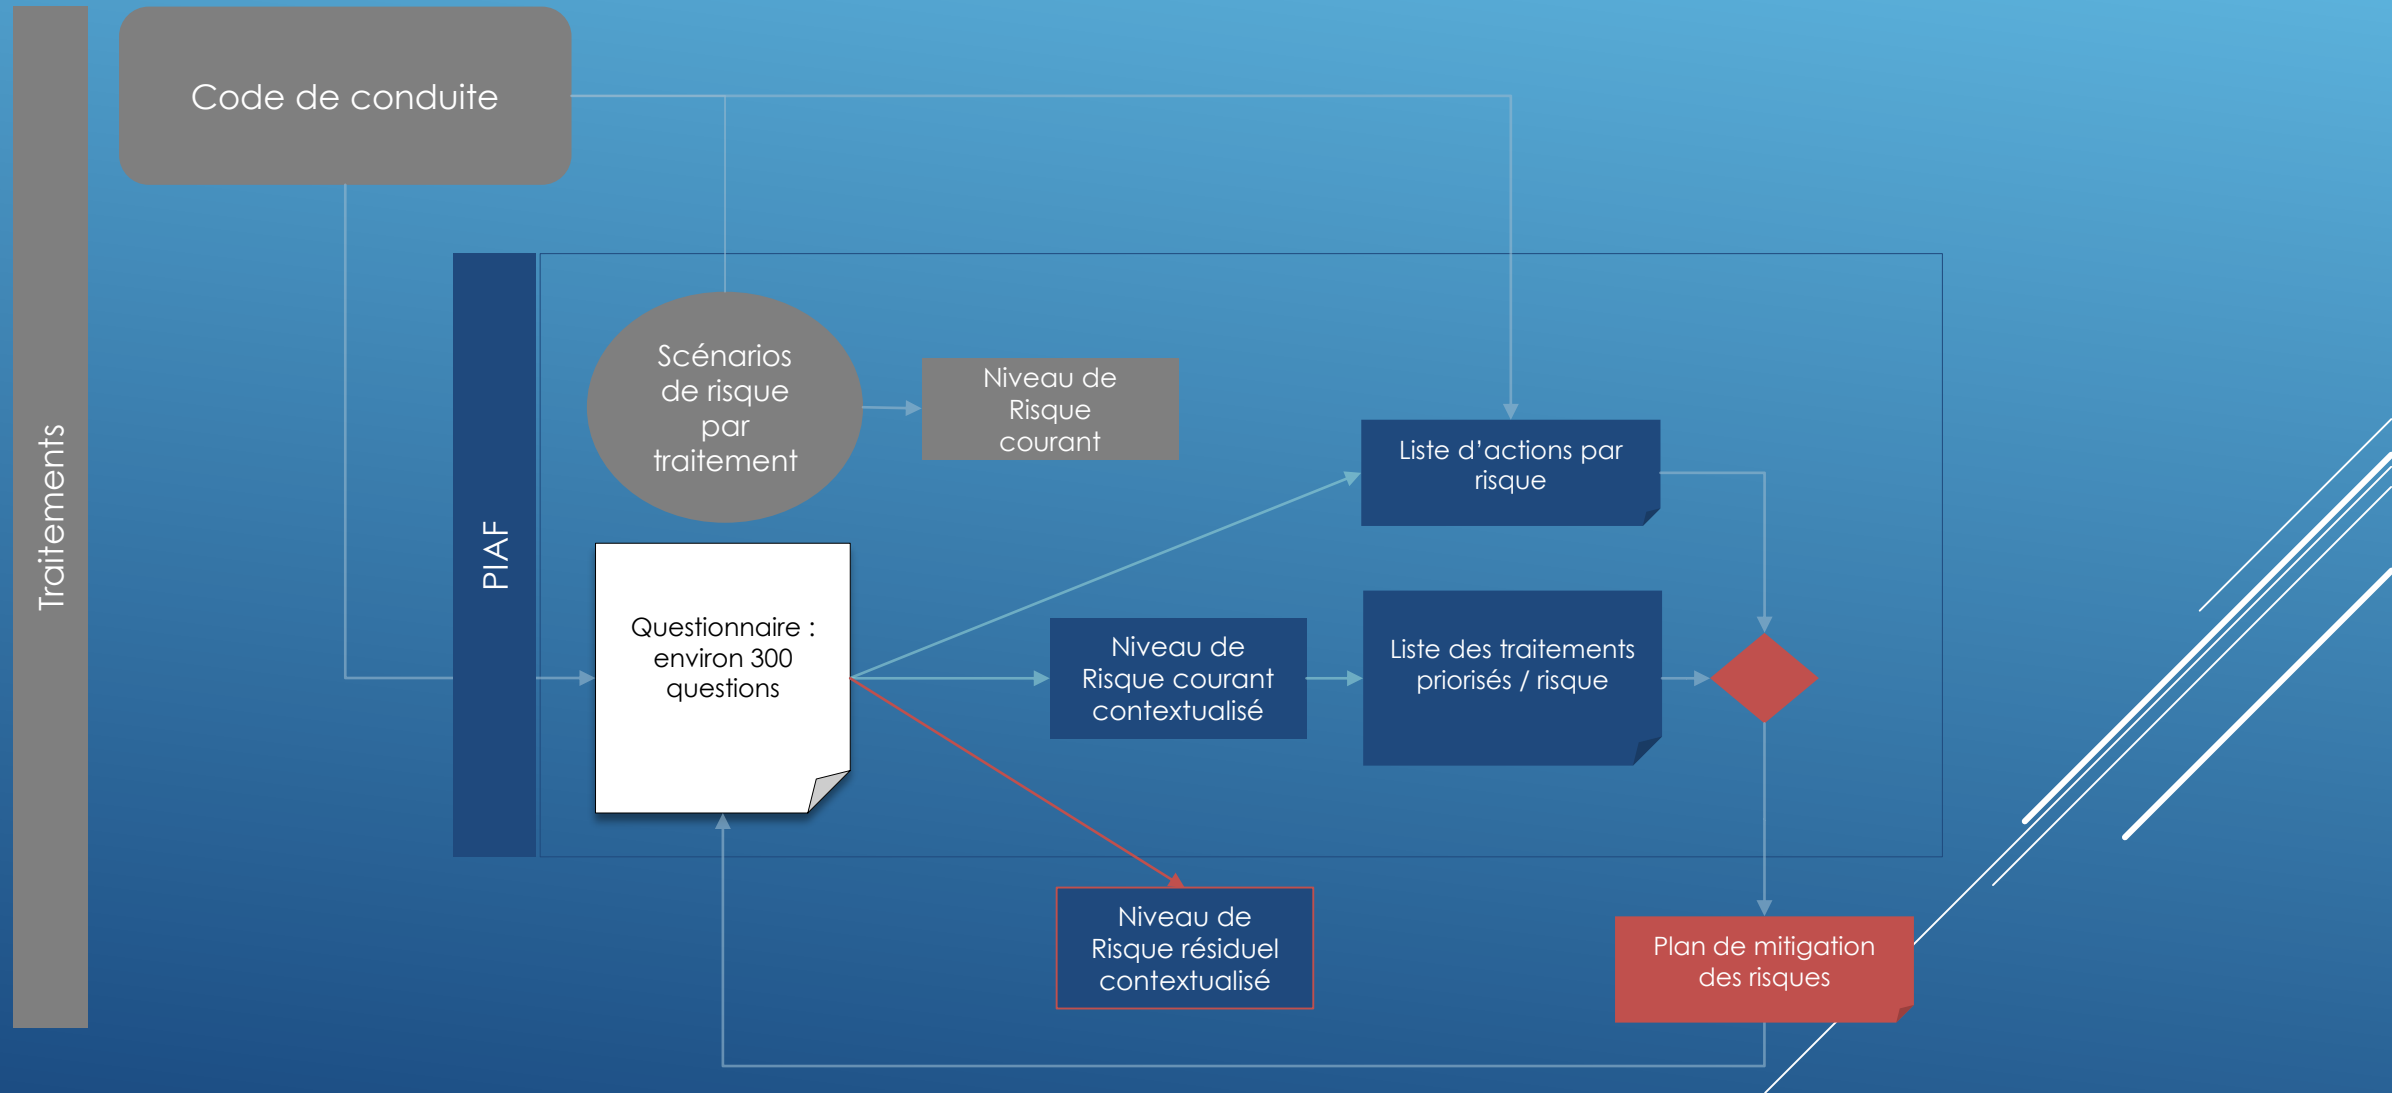 Code de conduite
Traitements
PIAF
Scénarios
de risque
par
traitement
Niveau de
Risque
courant
Liste d’actions par
risque
Questionnaire :
environ 300
questions
Niveau de
Risque courant
contextualisé
Liste des traitements
priorisés / risque
Niveau de
Risque résiduel
contextualisé
Plan de mitigation
des risques